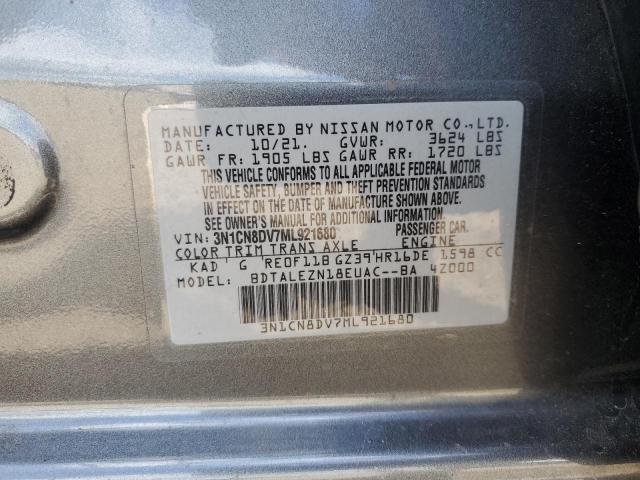 MANUFACTURED BY NISSAN MOTOR CO.,LTD.
DATE: 10/21. GVWR: 3624 LBS
GAWR FR: 1905 LBS GAWR RR: 1720 LBS
THIS VEHICLE CONFORMS TO ALL APPLICABLE FEDERAL MOTOR
VEHICLE SAFETY, BUMPER AND THEFT PREVENTION STANDARDS
IN EFFECT ON THE DATE OF MANUFACTURE SHOWN ABOVE.
SEE OWNER'S MANUAL FOR ADDITIONAL INFORMATION
VIN: 3N1CN8DV7ML921680 PASSENGER CAR.
COLOR TRIM TRANS AXLE ENGINE
KAD G RE0F11B GZ39 HR16DE 1598 CC
MODEL: BDTALEZN18EUAC--BA 4Z000
3N1CN8DV7ML921680